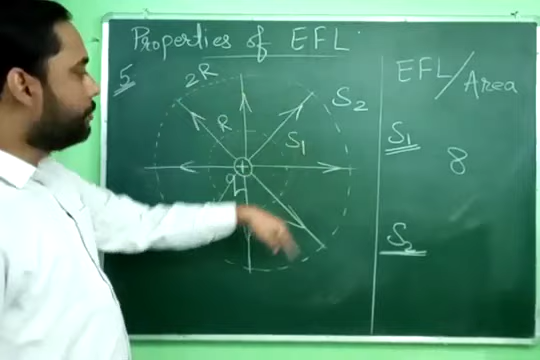 Properties of EFL
5
2R
S2
R
S1
+
q
EFL/Area
S1
8
S2